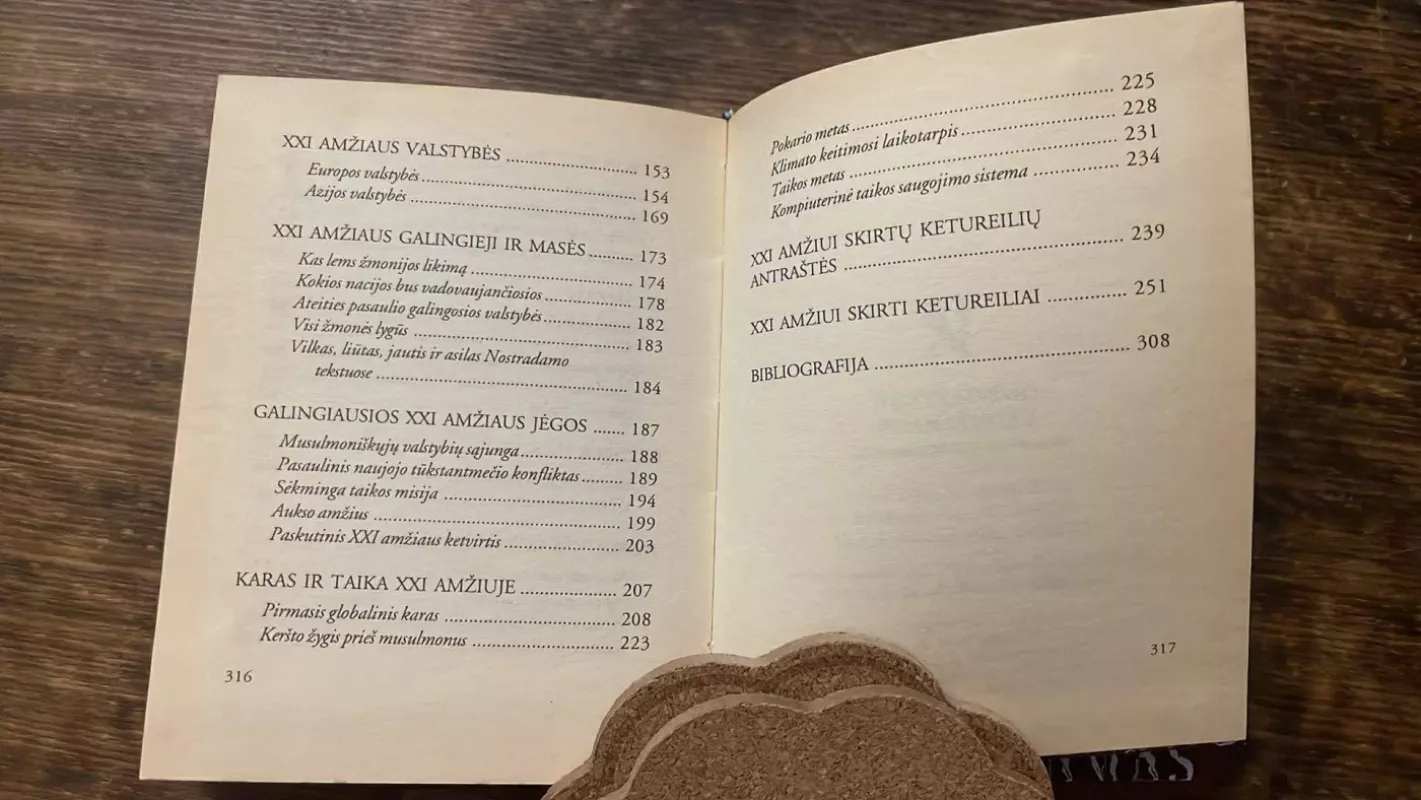 XXI AMŽIAUS VALSTYBĖS ........................ 153
Europos valstybės ........................ 154
Azijos valstybės ........................ 169
XXI AMŽIAUS GALINGIEJI IR MASĖS .......... 173
Kas lems žmonijos likimą ........................ 174
Kokios nacijos bus vadovaujančiosios ................ 178
Ateities pasaulio galingosios valstybės ................ 182
Visi žmonės lygūs ........................ 183
Vilkas, liūtas, jautis ir asilas Nostradamo
tekstuose ........................ 184
GALINGIAUSIOS XXI AMŽIAUS JĖGOS ....... 187
Musulmoniškųjų valstybių sąjunga ................ 188
Pasaulinis naujojo tūkstantmečio konfliktas ......... 189
Sėkminga taikos misija ........................ 194
Aukso amžius ........................ 199
Paskutinis XXI amžiaus ketvirtis ................ 203
KARAS IR TAIKA XXI AMŽIUJE ................ 207
Pirmasis globalinis karas ........................ 208
Keršto žygis prieš musulmonus ................ 223
316
Pokario metas ........................ 225
Klimato keitimosi laikotarpis ........................ 228
Taikos metas ........................ 231
Kompiuterinė taikos saugojimo sistema ................ 234
XXI AMŽIUI SKIRTŲ KETUREILIŲ
ANTRAŠTĖS ........................ 239
XXI AMŽIUI SKIRTI KETUREILIAI .............. 251
BIBLIOGRAFIJA ........................ 308
317